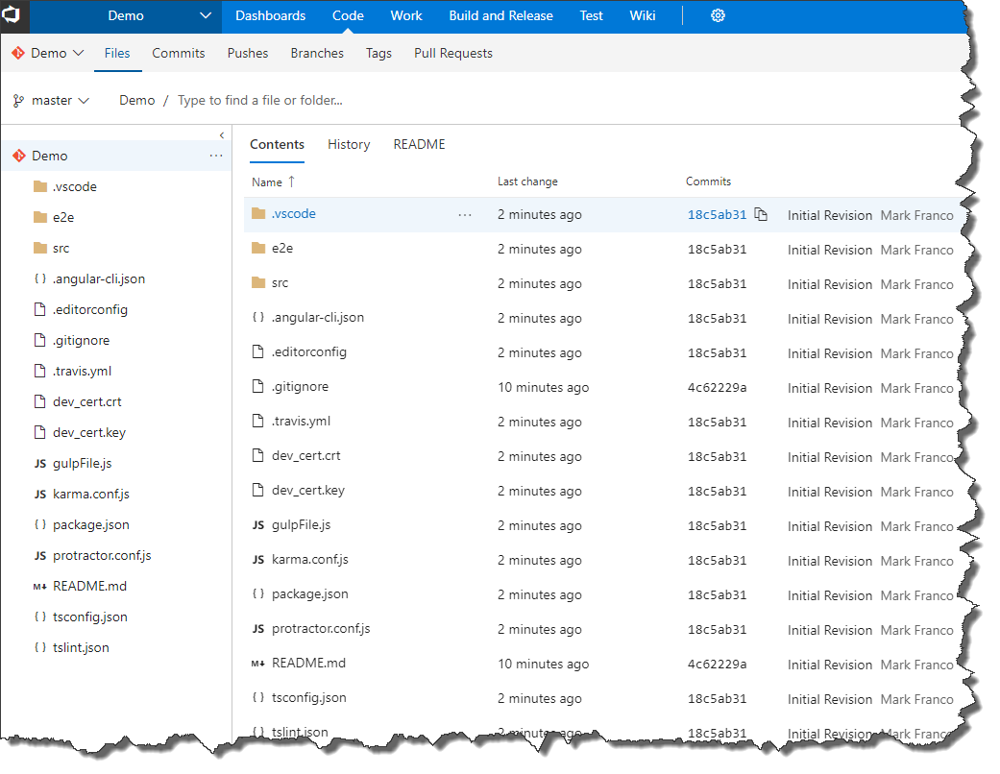 Demo Dashboards Code Work Build and Release Test Wiki
Demo Files Commits Pushes Branches Tags Pull Requests
master Demo / Type to find a file or folder...
Demo ...
.vscode
e2e
src
{ } .angular-cli.json
.editorconfig
.gitignore
.travis.yml
dev_cert.crt
dev_cert.key
JS gulpFile.js
JS karma.conf.js
{ } package.json
JS protractor.conf.js
M↓ README.md
{ } tsconfig.json
{ } tslint.json
Contents History README
Name ↑ Last change Commits
.vscode ... 2 minutes ago 18c5ab31 Initial Revision Mark Franco
e2e 2 minutes ago 18c5ab31 Initial Revision Mark Franco
src 2 minutes ago 18c5ab31 Initial Revision Mark Franco
{ } .angular-cli.json 2 minutes ago 18c5ab31 Initial Revision Mark Franco
.editorconfig 2 minutes ago 18c5ab31 Initial Revision Mark Franco
.gitignore 10 minutes ago 4c62229a Initial Revision Mark Franco
.travis.yml 2 minutes ago 18c5ab31 Initial Revision Mark Franco
dev_cert.crt 2 minutes ago 18c5ab31 Initial Revision Mark Franco
dev_cert.key 2 minutes ago 18c5ab31 Initial Revision Mark Franco
JS gulpFile.js 2 minutes ago 18c5ab31 Initial Revision Mark Franco
JS karma.conf.js 2 minutes ago 18c5ab31 Initial Revision Mark Franco
{ } package.json 2 minutes ago 18c5ab31 Initial Revision Mark Franco
JS protractor.conf.js 2 minutes ago 18c5ab31 Initial Revision Mark Franco
M↓ README.md 10 minutes ago 4c62229a Initial Revision Mark Franco
{ } tsconfig.json 2 minutes ago 18c5ab31 Initial Revision Mark Franco
{ } tslint.json 2 minutes ago 18c5ab31 Initial Revision Mark Franco